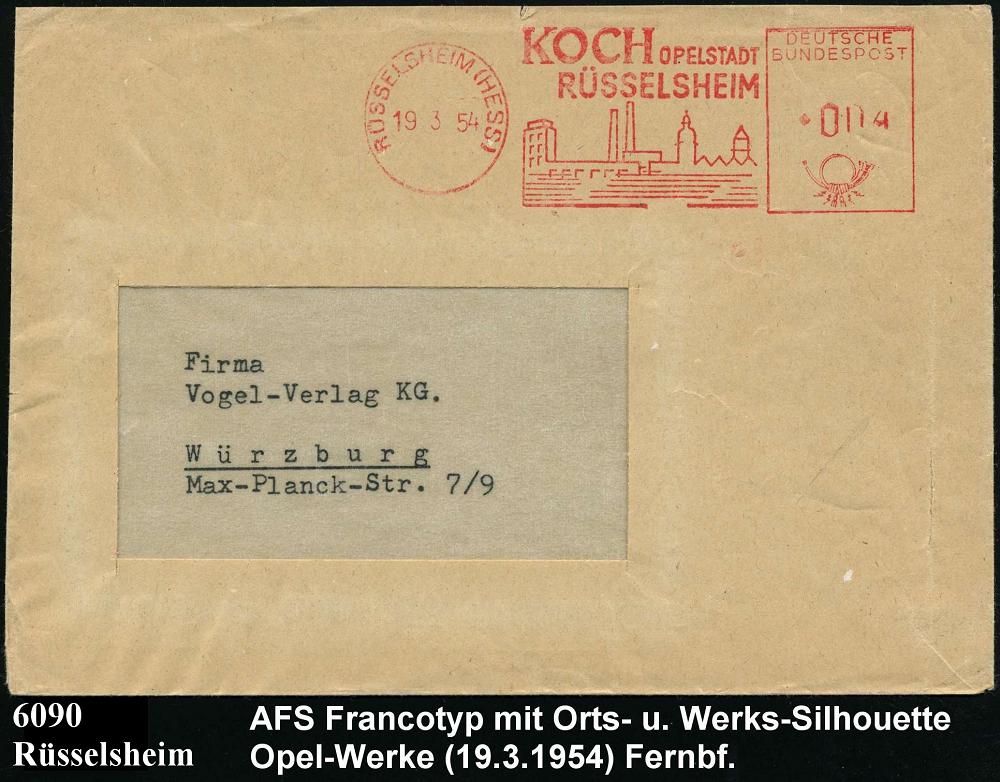 RÜSSELSHEIM (HESS)
19 3 54
KOCH OPELSTADT
RÜSSELSHEIM
DEUTSCHE
BUNDESPOST
Firma
Vogel-Verlag KG.
W ü r z b u r g
Max-Planck-Str. 7/9
6090
Rüsselsheim
AFS Francotyp mit Orts- u. Werks-Silhouette
Opel-Werke (19.3.1954) Fernbf.